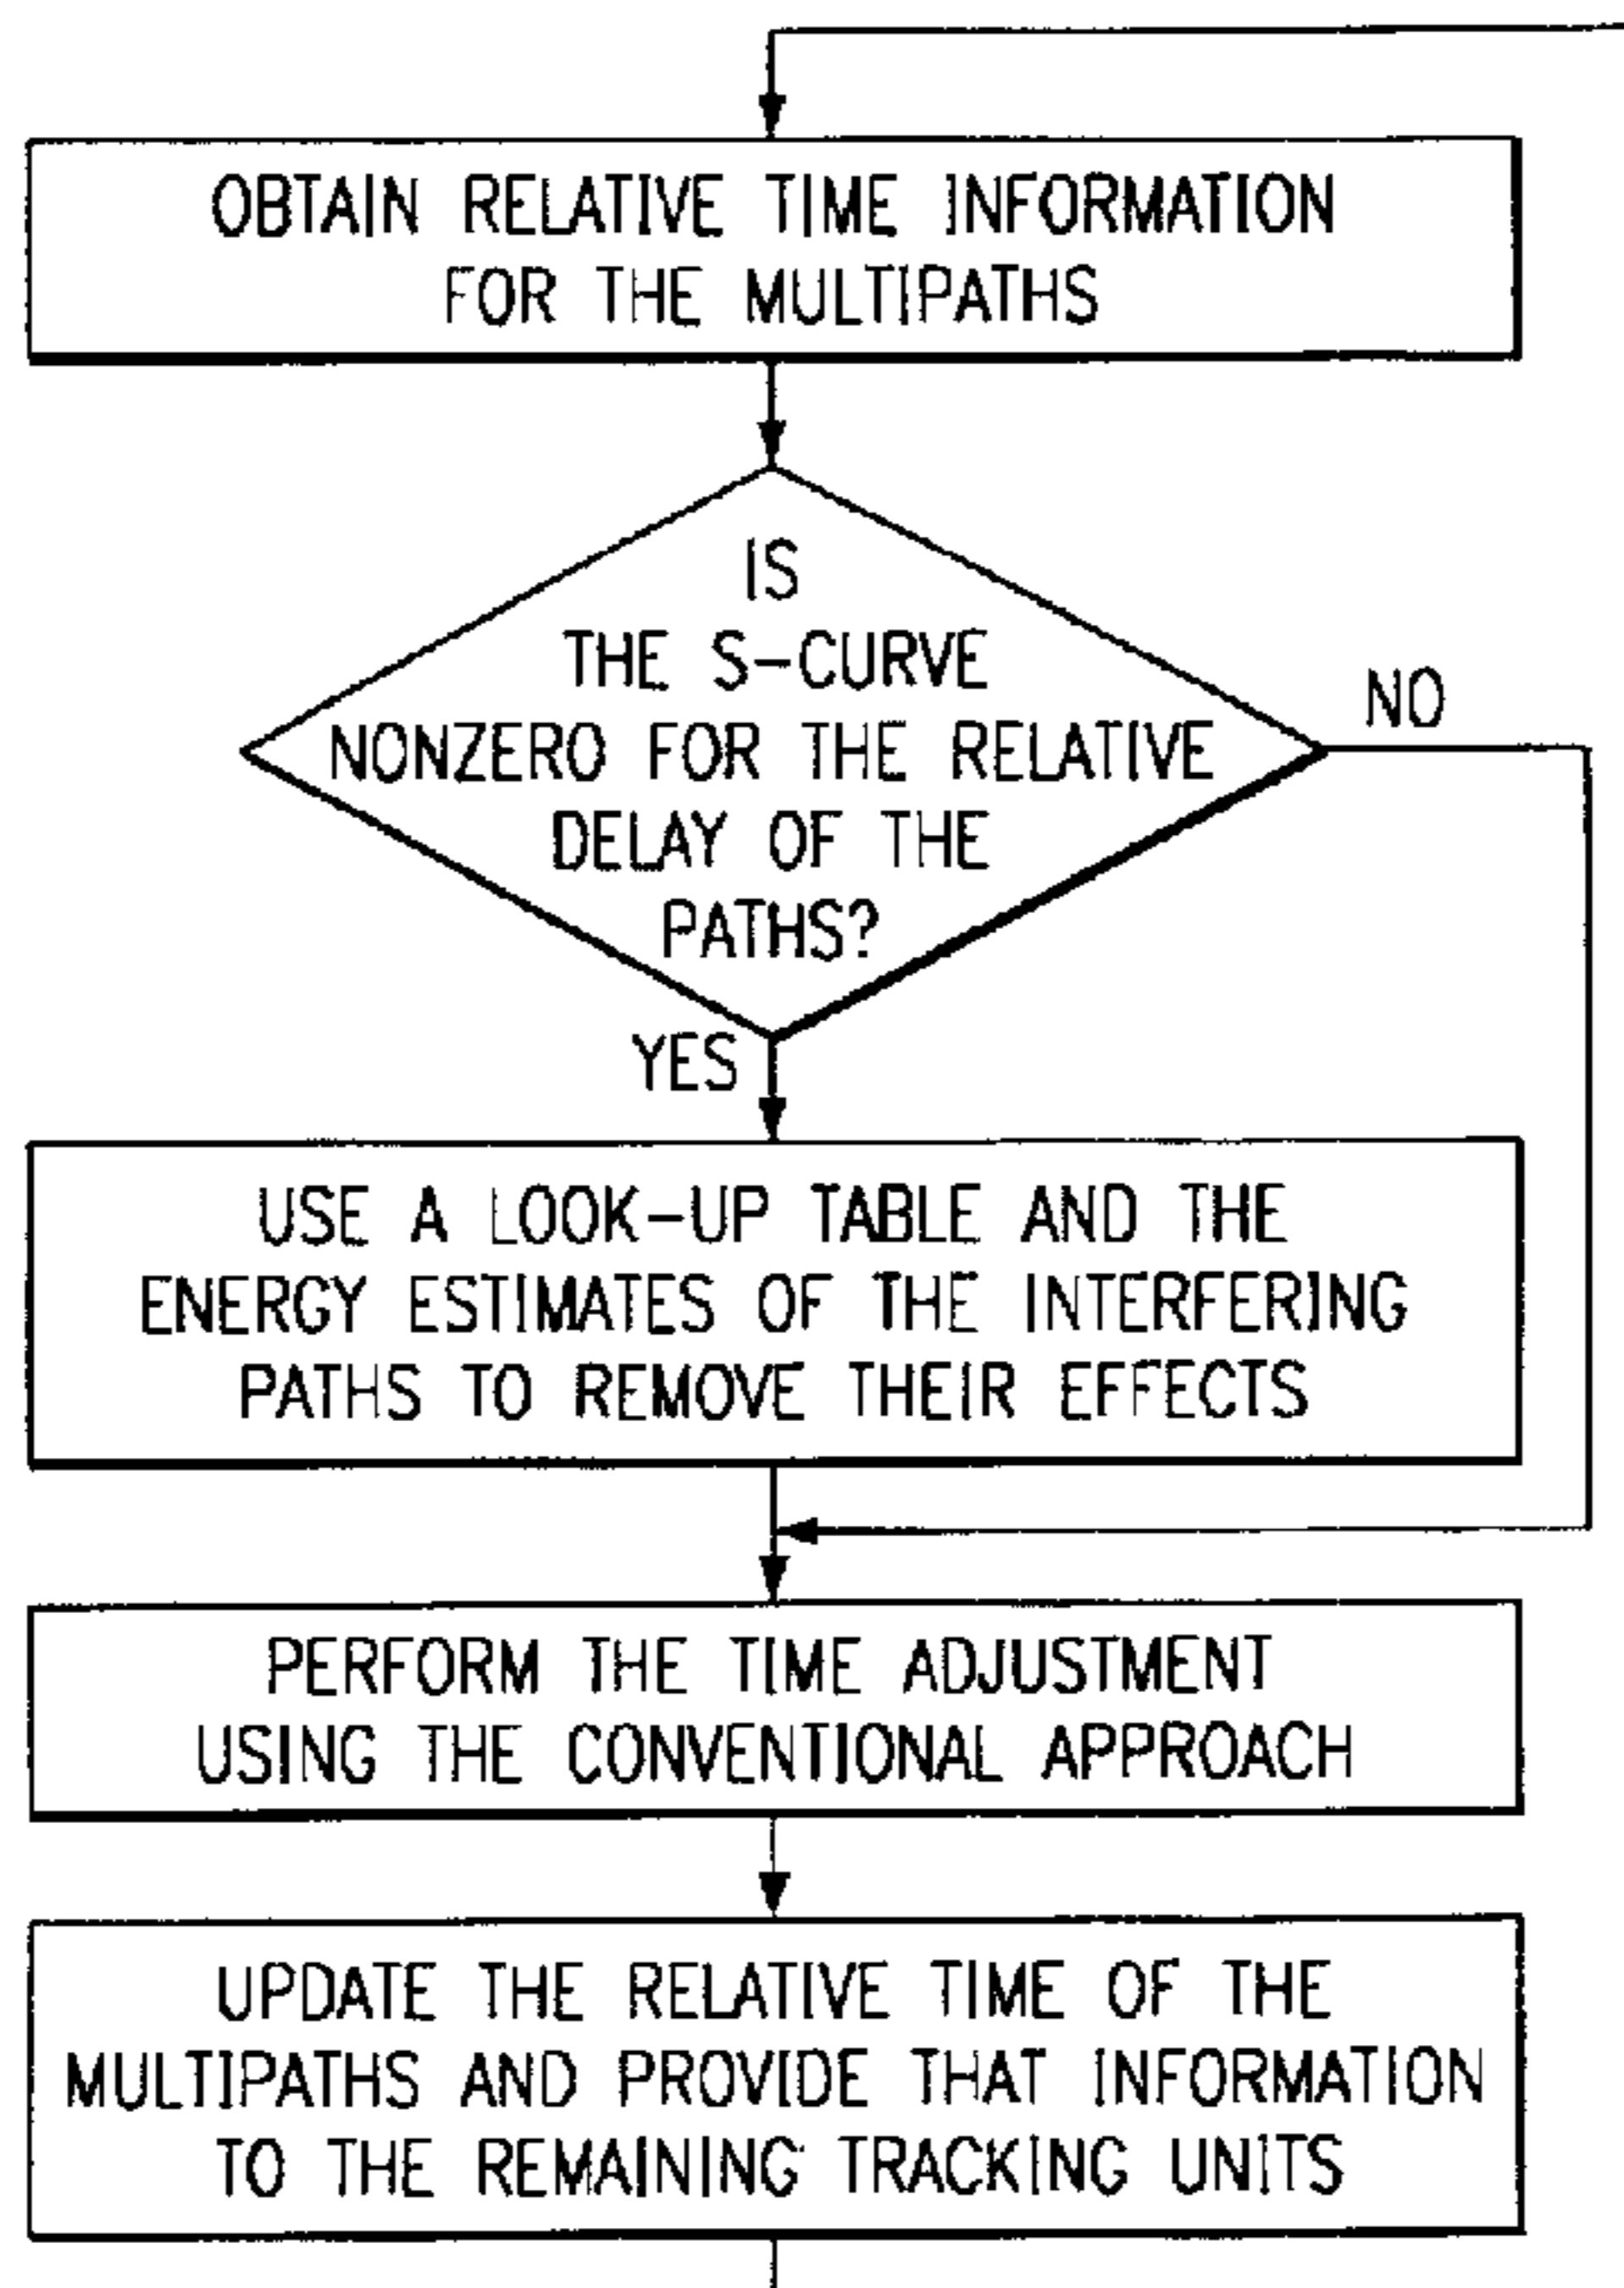 OBTAIN RELATIVE TIME INFORMATION
FOR THE MULTIPATHS
IS
THE S-CURVE
NONZERO FOR THE RELATIVE
DELAY OF THE
PATHS?
NO
YES
USE A LOOK-UP TABLE AND THE
ENERGY ESTIMATES OF THE INTERFERING
PATHS TO REMOVE THEIR EFFECTS
PERFORM THE TIME ADJUSTMENT
USING THE CONVENTIONAL APPROACH
UPDATE THE RELATIVE TIME OF THE
MULTIPATHS AND PROVIDE THAT INFORMATION
TO THE REMAINING TRACKING UNITS